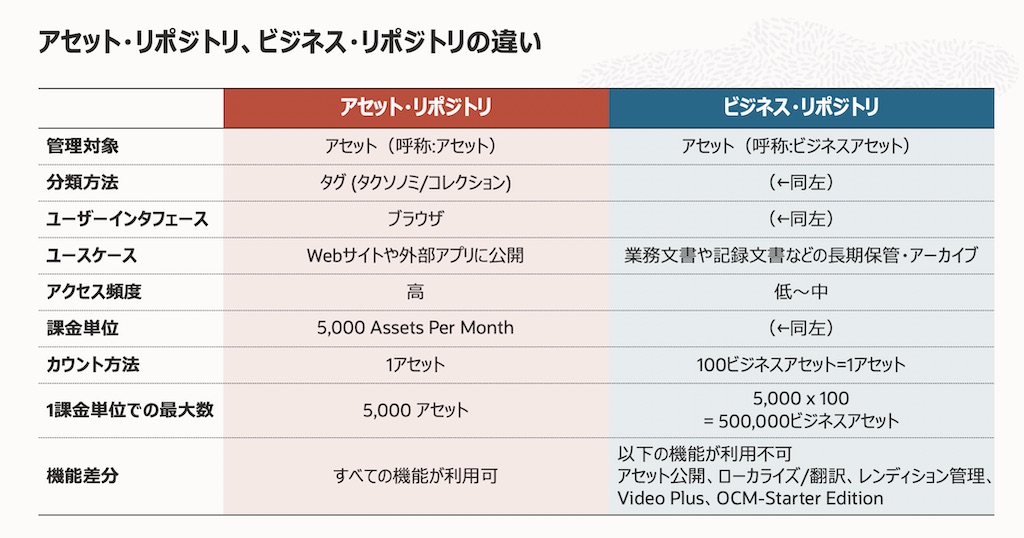 アセット・リポジトリ、ビジネス・リポジトリの違い
アセット・リポジトリ ビジネス・リポジトリ
管理対象 アセット（呼称:アセット） アセット（呼称:ビジネスアセット）
分類方法 タグ (タクソノミ/コレクション) （←同左）
ユーザーインタフェース ブラウザ （←同左）
ユースケース Webサイトや外部アプリに公開 業務文書や記録文書などの長期保管・アーカイブ
アクセス頻度 高 低～中
課金単位 5,000 Assets Per Month （←同左）
カウント方法 1アセット 100ビジネスアセット=1アセット
1課金単位での最大数 5,000 アセット 5,000 x 100
= 500,000ビジネスアセット
機能差分 すべての機能が利用可 以下の機能が利用不可
アセット公開、ローカライズ/翻訳、レンディション管理、
Video Plus、OCM-Starter Edition